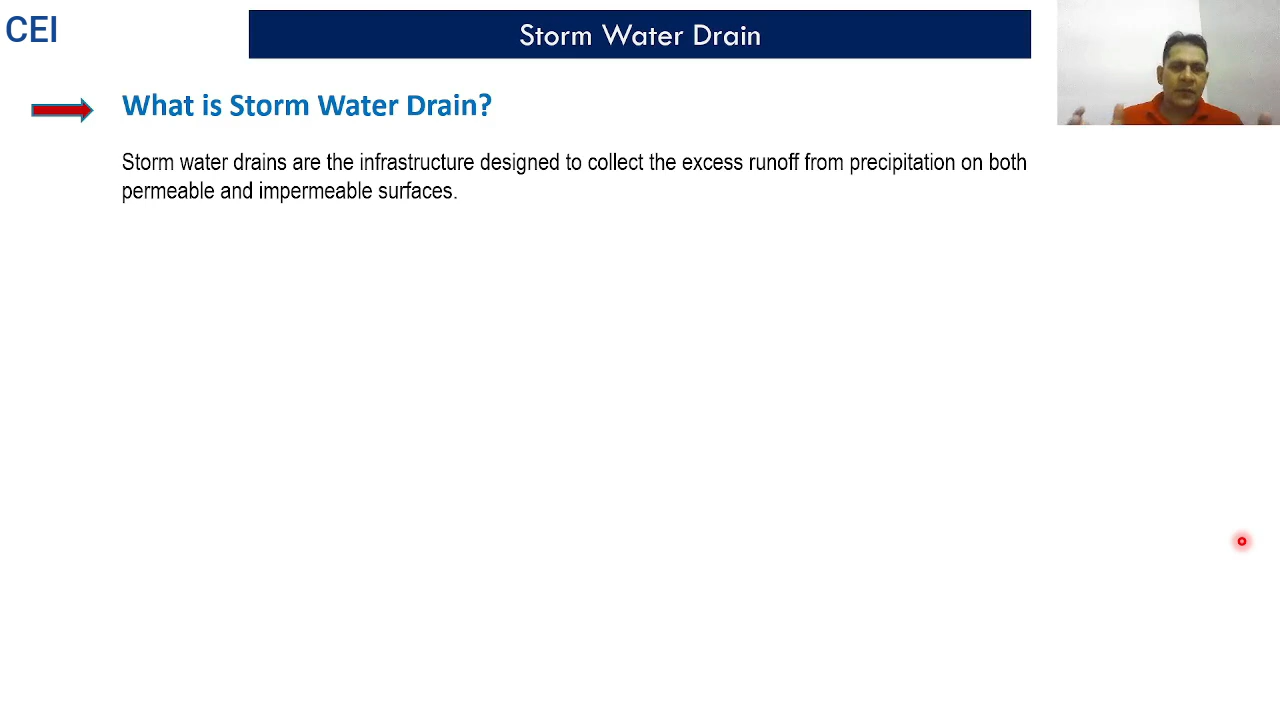 CEI
Storm Water Drain
What is Storm Water Drain?
Storm water drains are the infrastructure designed to collect the excess runoff from precipitation on both
permeable and impermeable surfaces.